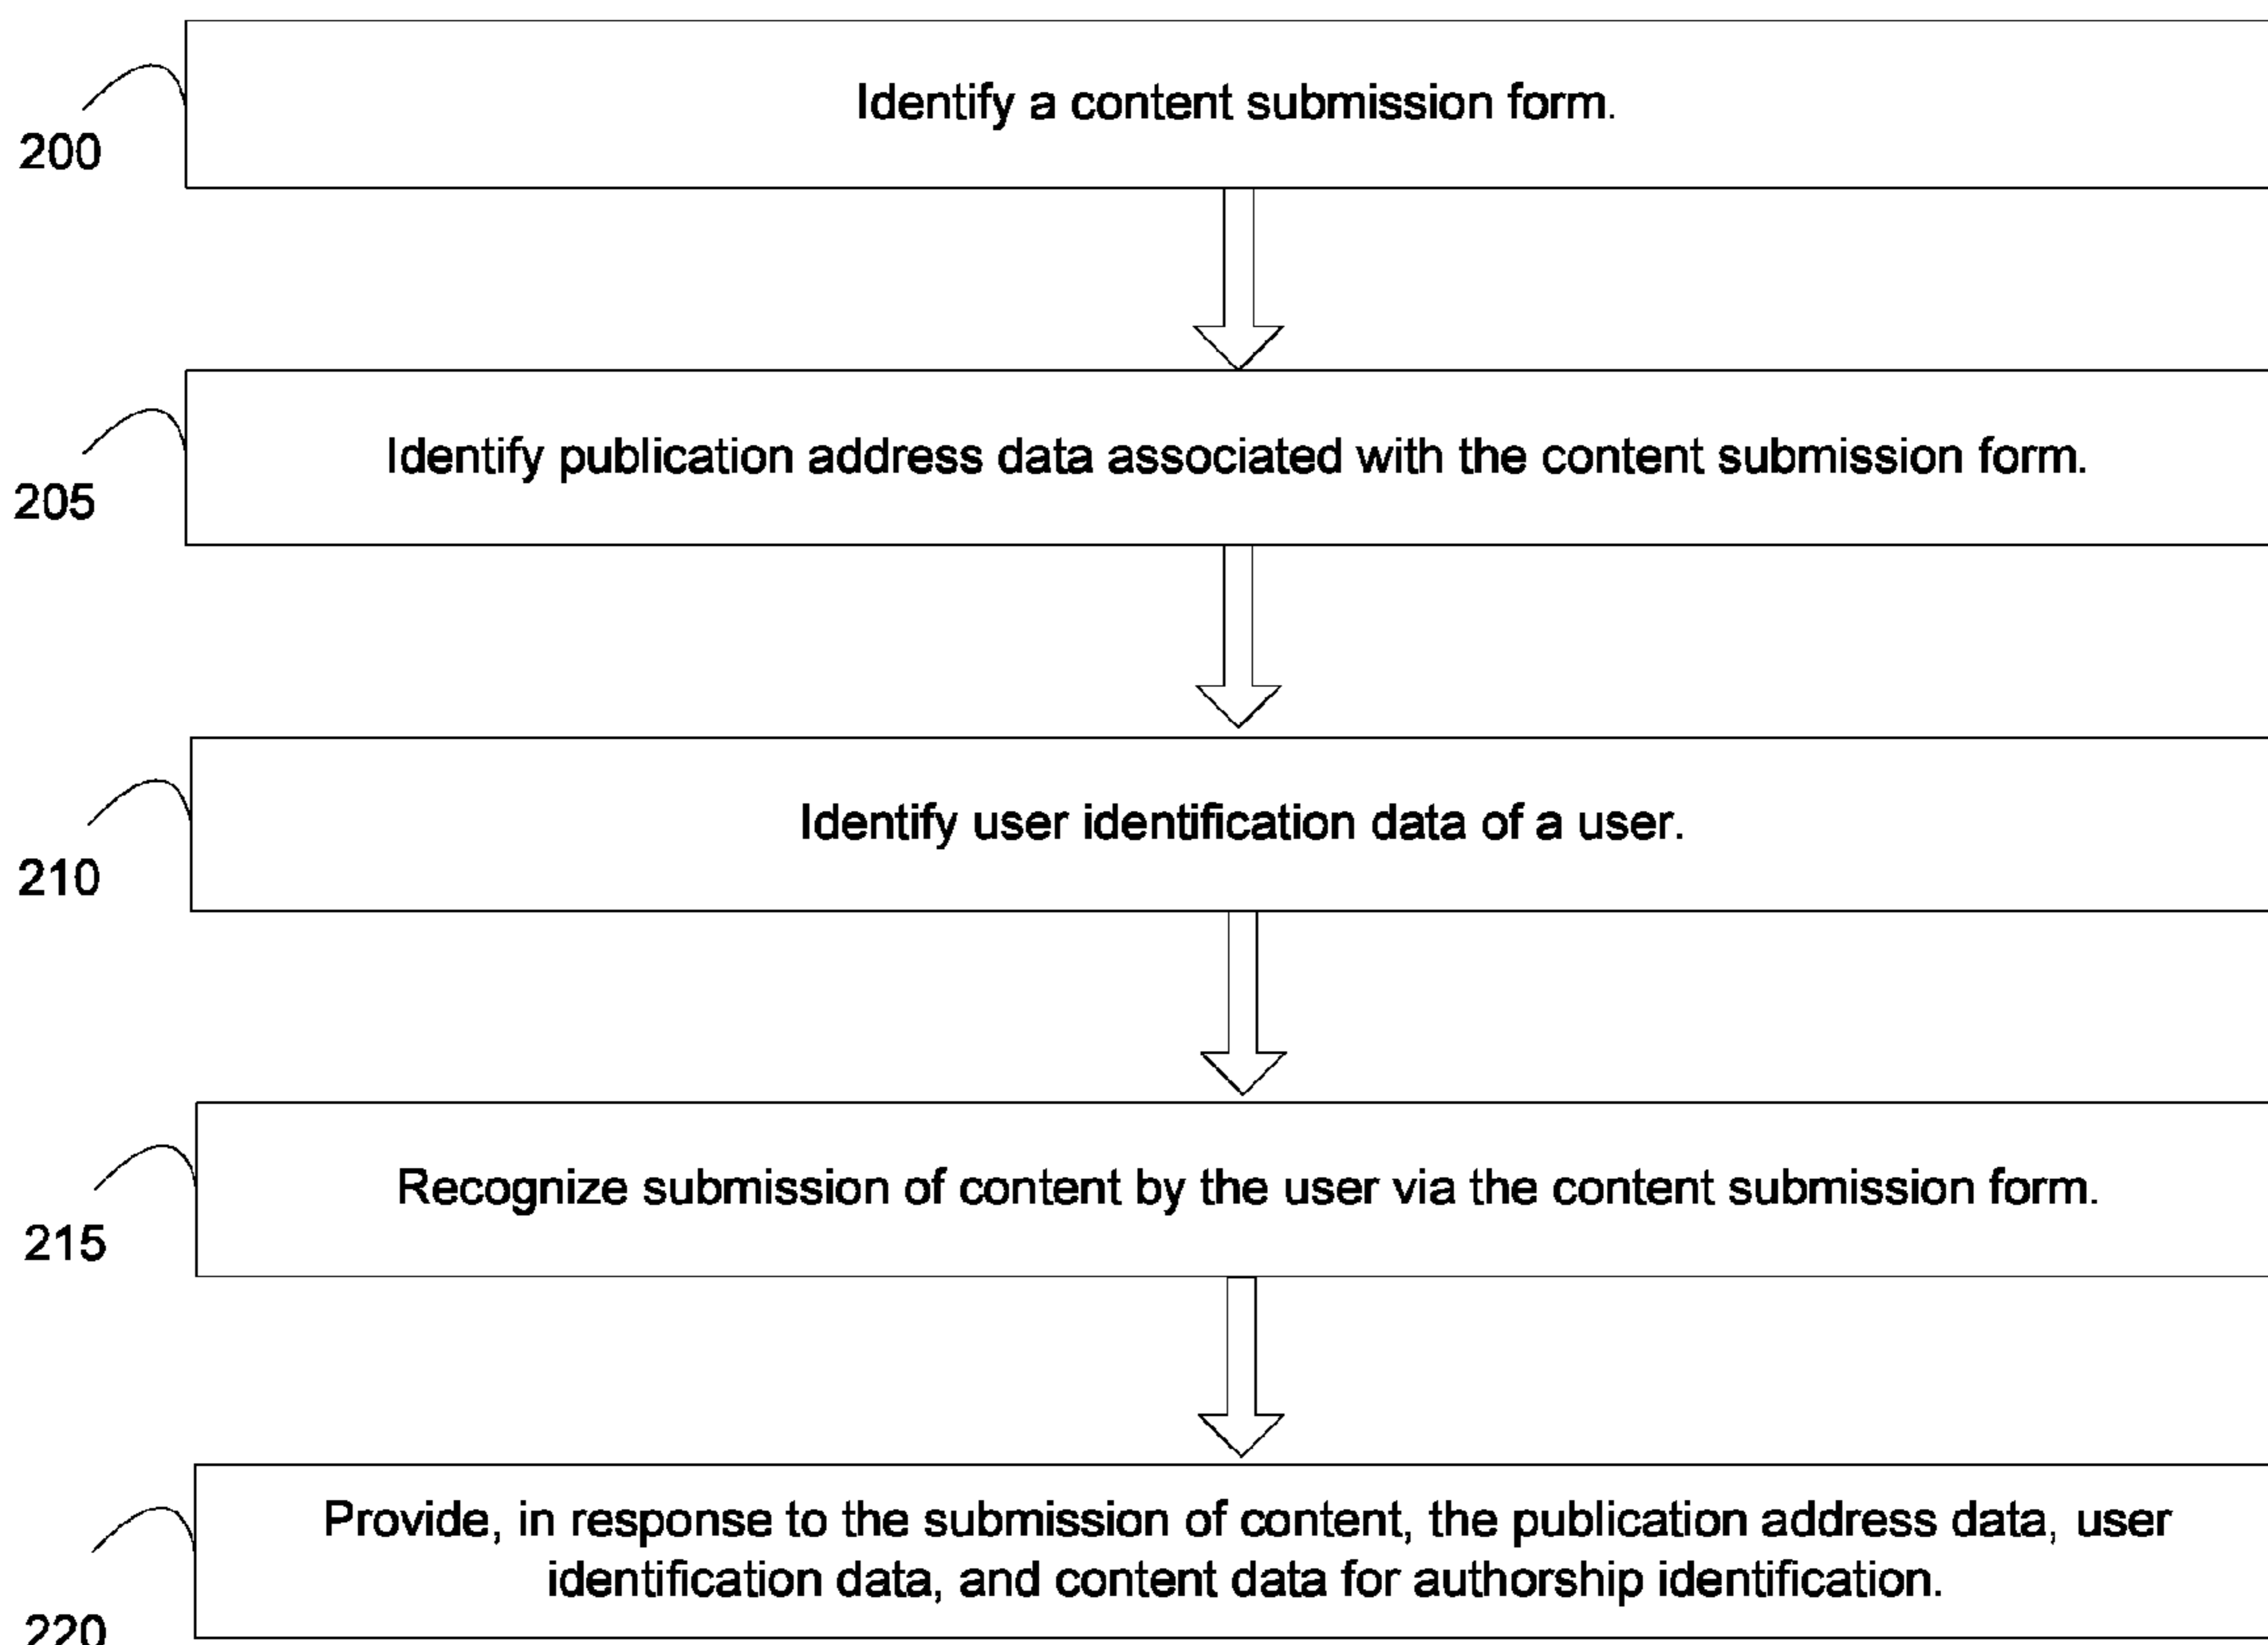 Identify a content submission form.
200
Identify publication address data associated with the content submission form.
205
Identify user identification data of a user.
210
Recognize submission of content by the user via the content submission form.
215
Provide, in response to the submission of content, the publication address data, user
identification data, and content data for authorship identification.
220